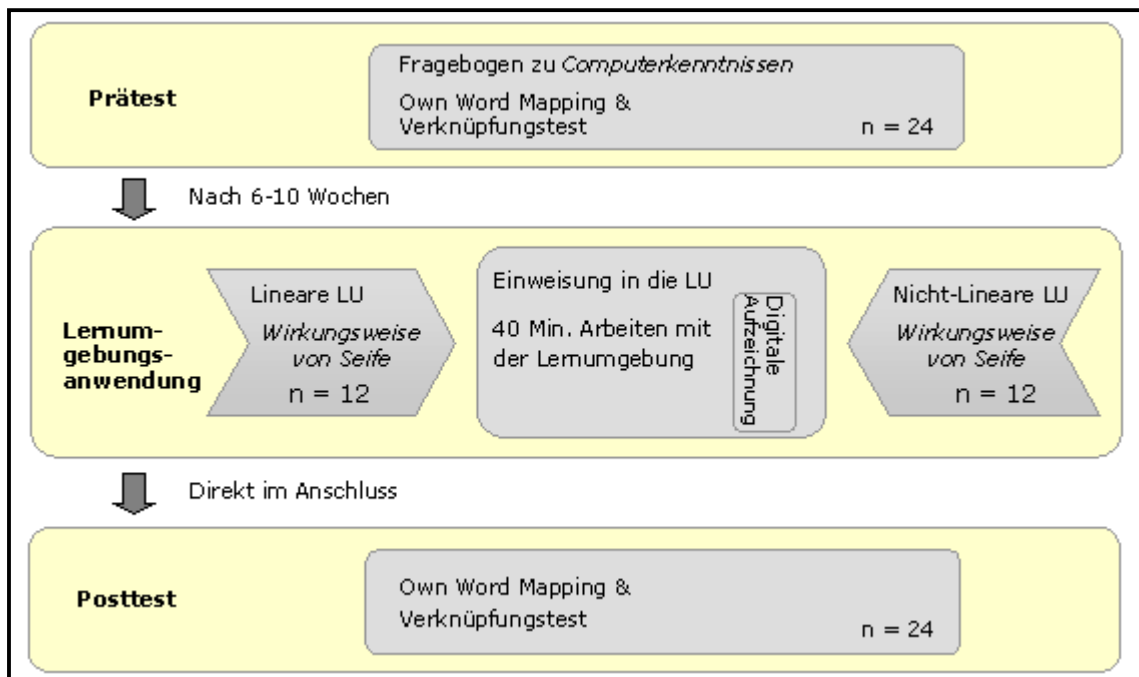 Prätest
Fragebogen zu Computerkenntnissen
Own Word Mapping &
Verknüpfungstest
n = 24
Nach 6-10 Wochen
Lernum-
gebungs-
anwendung
Lineare LU
Wirkungsweise
von Seife
n = 12
Einweisung in die LU
40 Min. Arbeiten mit
der Lernumgebung
Digitale
Aufzeichnung
Nicht-Lineare LU
Wirkungsweise
von Seife
n = 12
Direkt im Anschluss
Posttest
Own Word Mapping &
Verknüpfungstest
n = 24